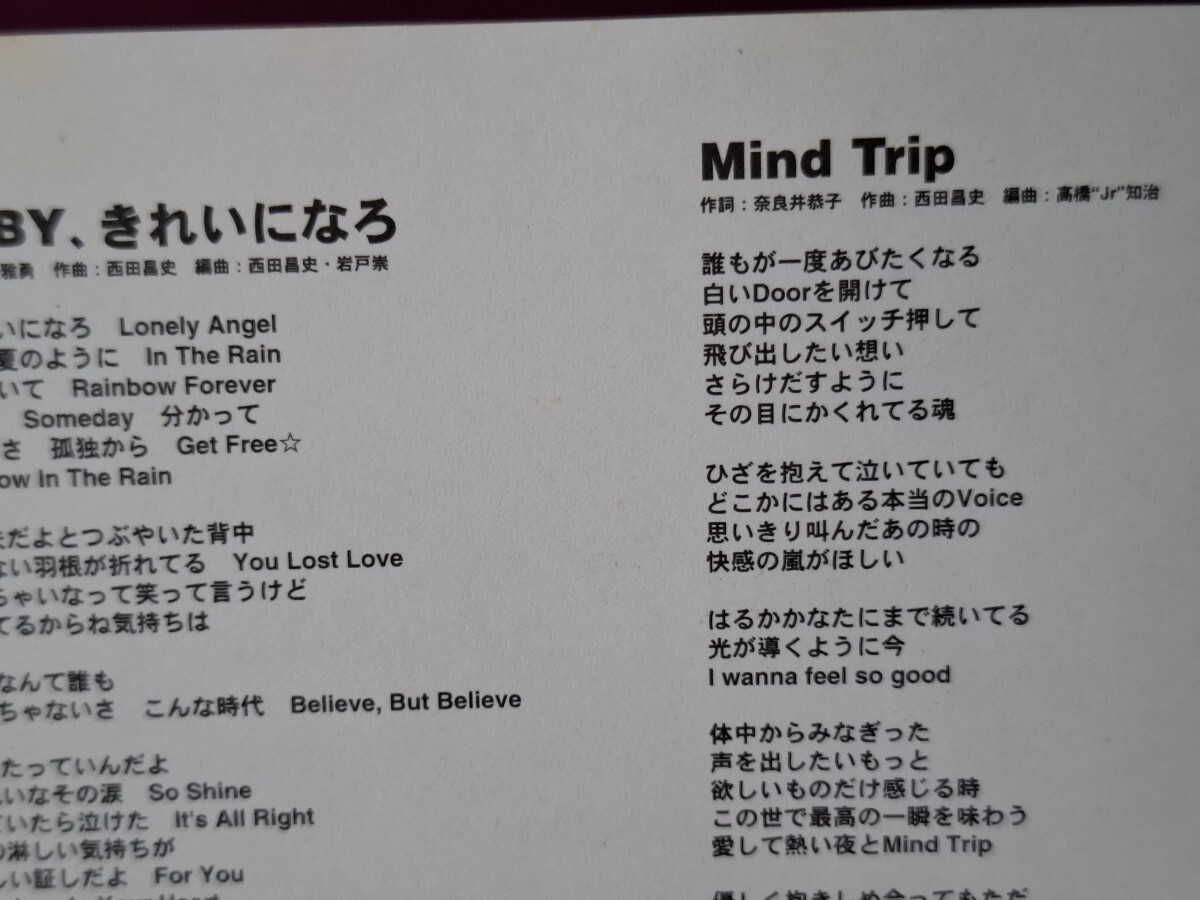 BY、きれいになろ
雅勇　作曲：西田昌史　編曲：西田昌史・岩戸崇
いになろ　Lonely Angel
夏のように　In The Rain
いて　Rainbow Forever
Someday　分かって
さ　孤独から　Get Free☆
ow In The Rain
だよとつぶやいた背中
ない羽根が折れてる　You Lost Love
ちゃいなって笑って言うけど
てるからね気持ちは
なんて誰も
ちゃないさ　こんな時代　Believe, But Believe
たっていんだよ
いなその涙　So Shine
ていたら泣けた　It's All Right
の淋しい気持ちが
しい証しだよ　For You
Mind Trip
作詞：奈良井恭子　作曲：西田昌史　編曲：高橋“Jr”知治
誰もが一度あびたくなる
白いDoorを開けて
頭の中のスイッチ押して
飛び出したい想い
さらけだすように
その目にかくれてる魂
ひざを抱えて泣いていても
どこかにはある本当のVoice
思いきり叫んだあの時の
快感の嵐がほしい
はるかかなたにまで続いてる
光が導くように今
I wanna feel so good
体中からみなぎった
声を出したいもっと
欲しいものだけ感じる時
この世で最高の一瞬を味わう
愛して熱い夜とMind Trip
優しく抱きしめ合ってもただ